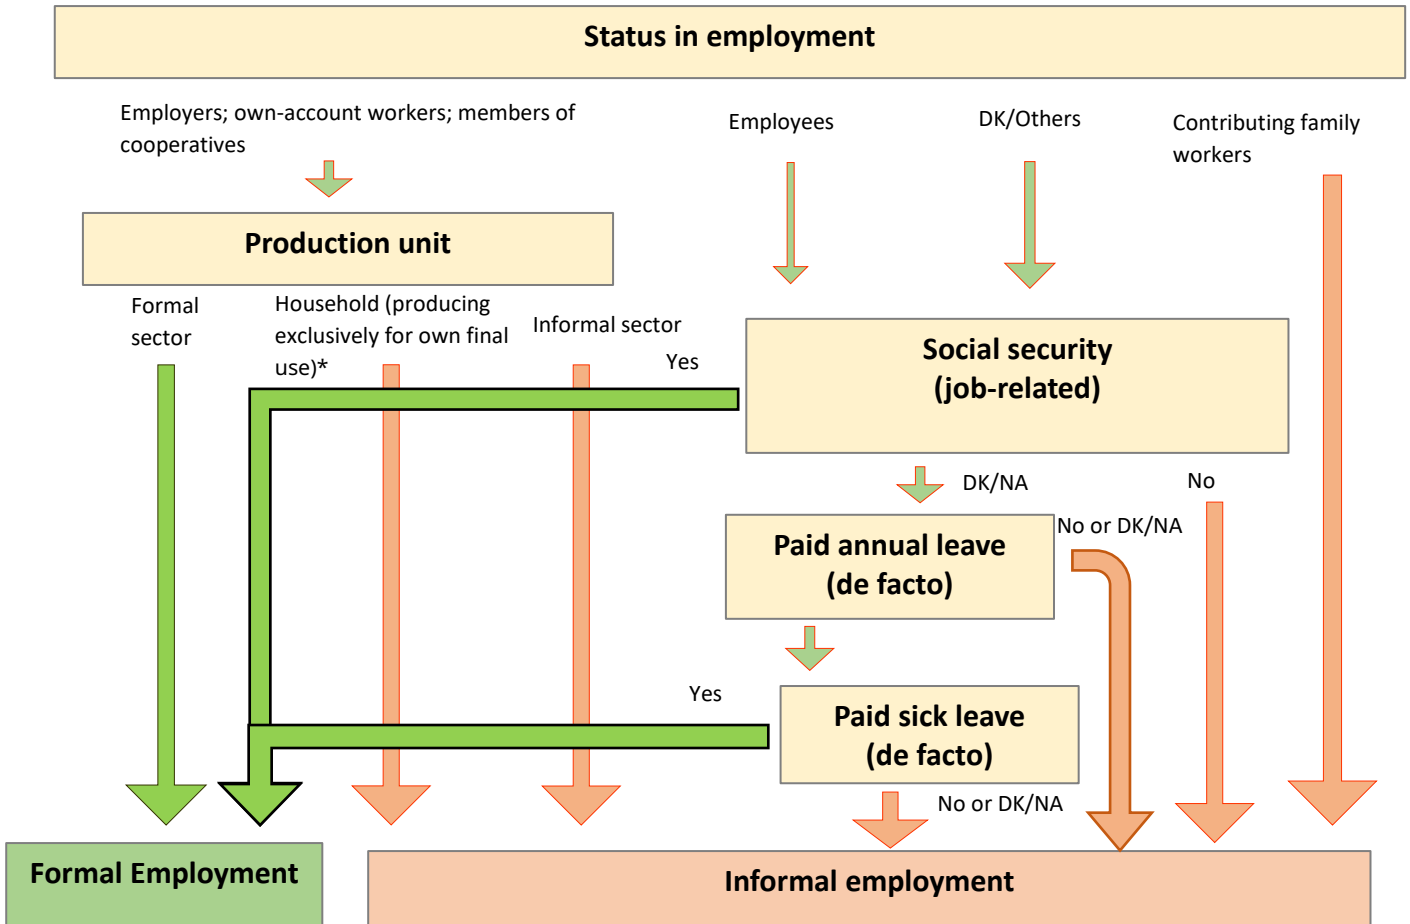 Status in employment
Employers; own-account workers; members of
cooperatives
Employees
DK/Others
Contributing family
workers
Production unit
Formal
sector
Household (producing
exclusively for own final
use)*
Informal sector
Yes
Social security
(job-related)
DK/NA
No
Paid annual leave
(de facto)
No or DK/NA
Yes
Paid sick leave
(de facto)
No or DK/NA
Formal Employment
Informal employment